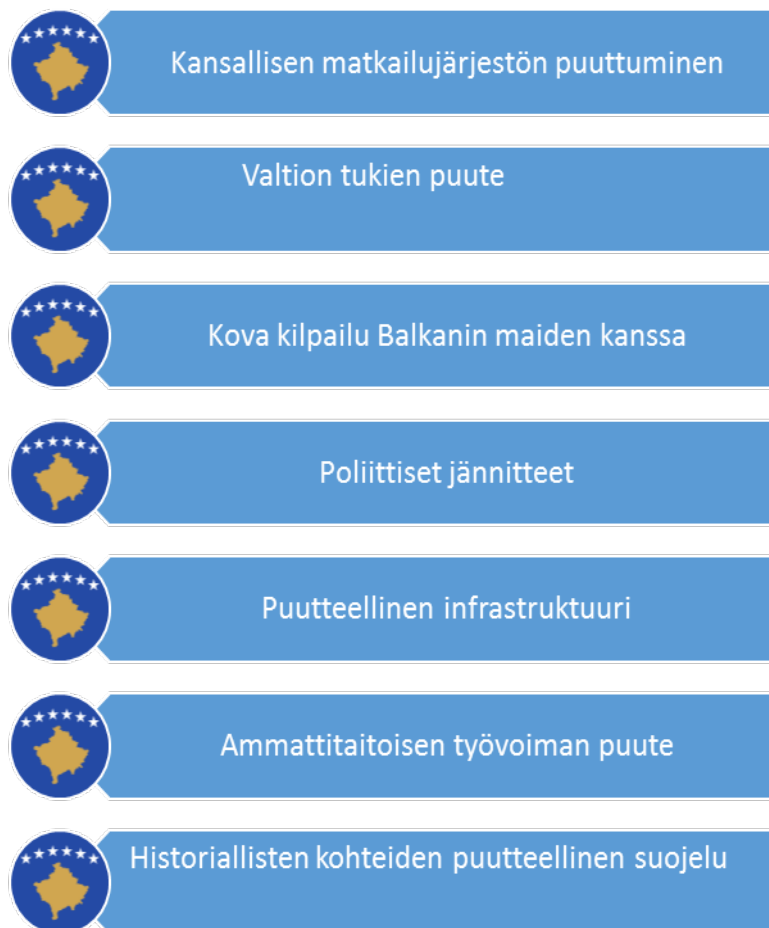 Kansallisen matkailujärjestön puuttuminen
Valtion tukien puute
Kova kilpailu Balkanin maiden kanssa
Poliittiset jännitteet
Puutteellinen infrastruktuuri
Ammattitaitoisen työvoiman puute
Historiallisten kohteiden puutteellinen suojelu